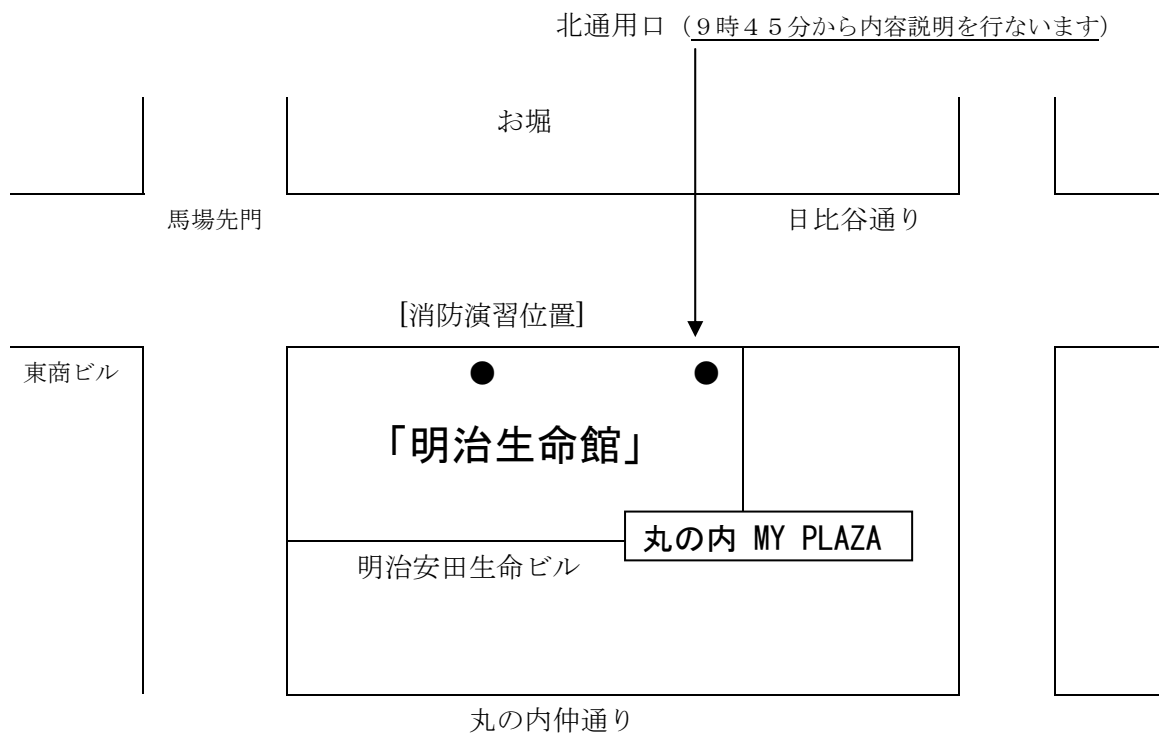 北通用口（９時４５分から内容説明を行ないます）
お堀
馬場先門
日比谷通り
[消防演習位置]
東商ビル
「明治生命館」
丸の内 MY PLAZA
明治安田生命ビル
丸の内仲通り